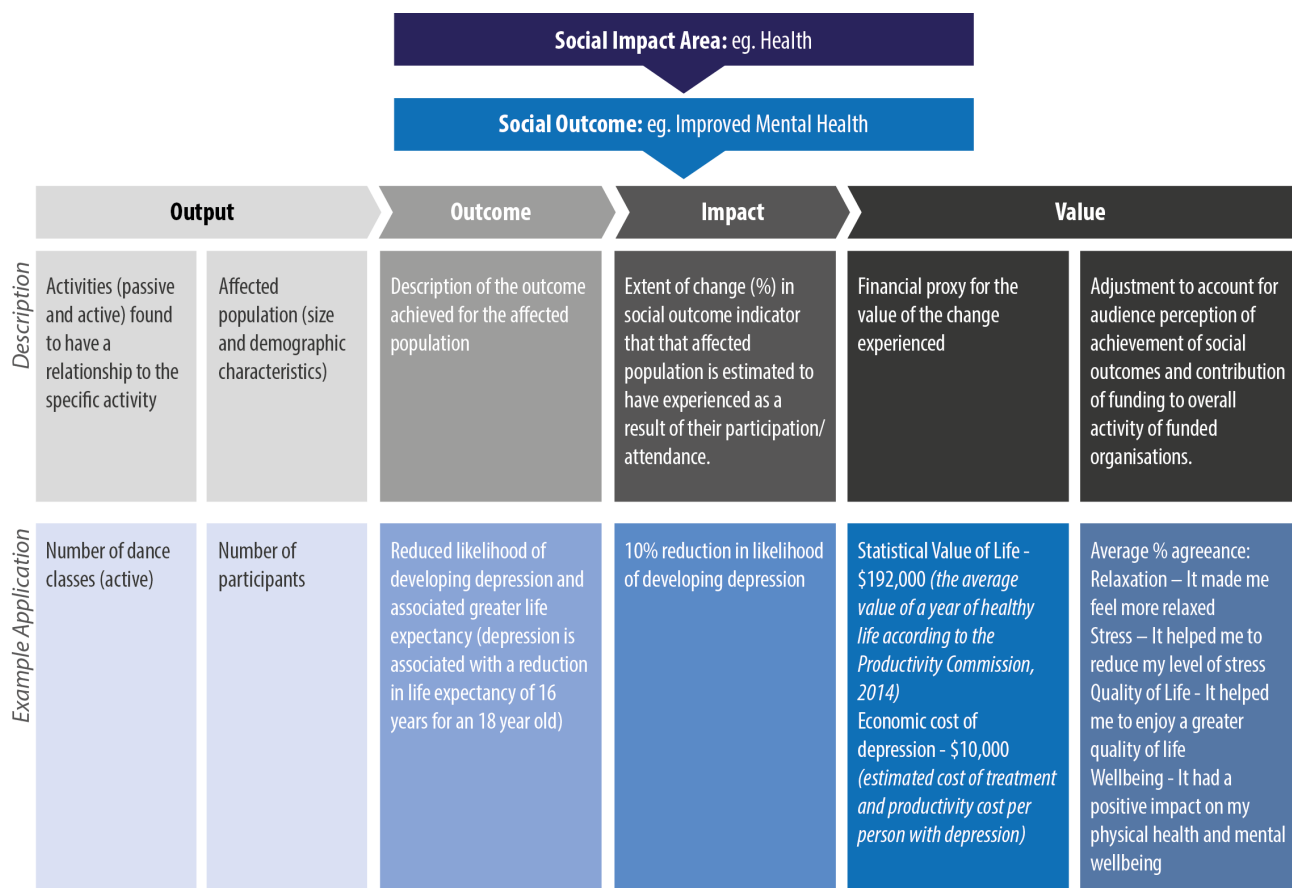 Social Impact Area: eg. Health
Social Outcome: eg. Improved Mental Health
Output
Outcome
Impact
Value
Description
Activities (passive
and active) found
to have a
relationship to the
specific activity
Affected
population (size
and demographic
characteristics)
Description of the outcome
achieved for the affected
population
Extent of change (%) in
social outcome indicator
that that affected
population is estimated to
have experienced as a
result of their participation/
attendance.
Financial proxy for the
value of the change
experienced
Adjustment to account for
audience perception of
achievement of social
outcomes and contribution
of funding to overall
activity of funded
organisations.
Example Application
Number of dance
classes (active)
Number of
participants
Reduced likelihood of
developing depression and
associated greater life
expectancy (depression is
associated with a reduction
in life expectancy of 16
years for an 18 year old)
10% reduction in likelihood
of developing depression
Statistical Value of Life -
$192,000 (the average
value of a year of healthy
life according to the
Productivity Commission,
2014)
Economic cost of
depression - $10,000
(estimated cost of treatment
and productivity cost per
person with depression)
Average % agreeance:
Relaxation – It made me
feel more relaxed
Stress – It helped me to
reduce my level of stress
Quality of Life - It helped
me to enjoy a greater
quality of life
Wellbeing - It had a
positive impact on my
physical health and mental
wellbeing